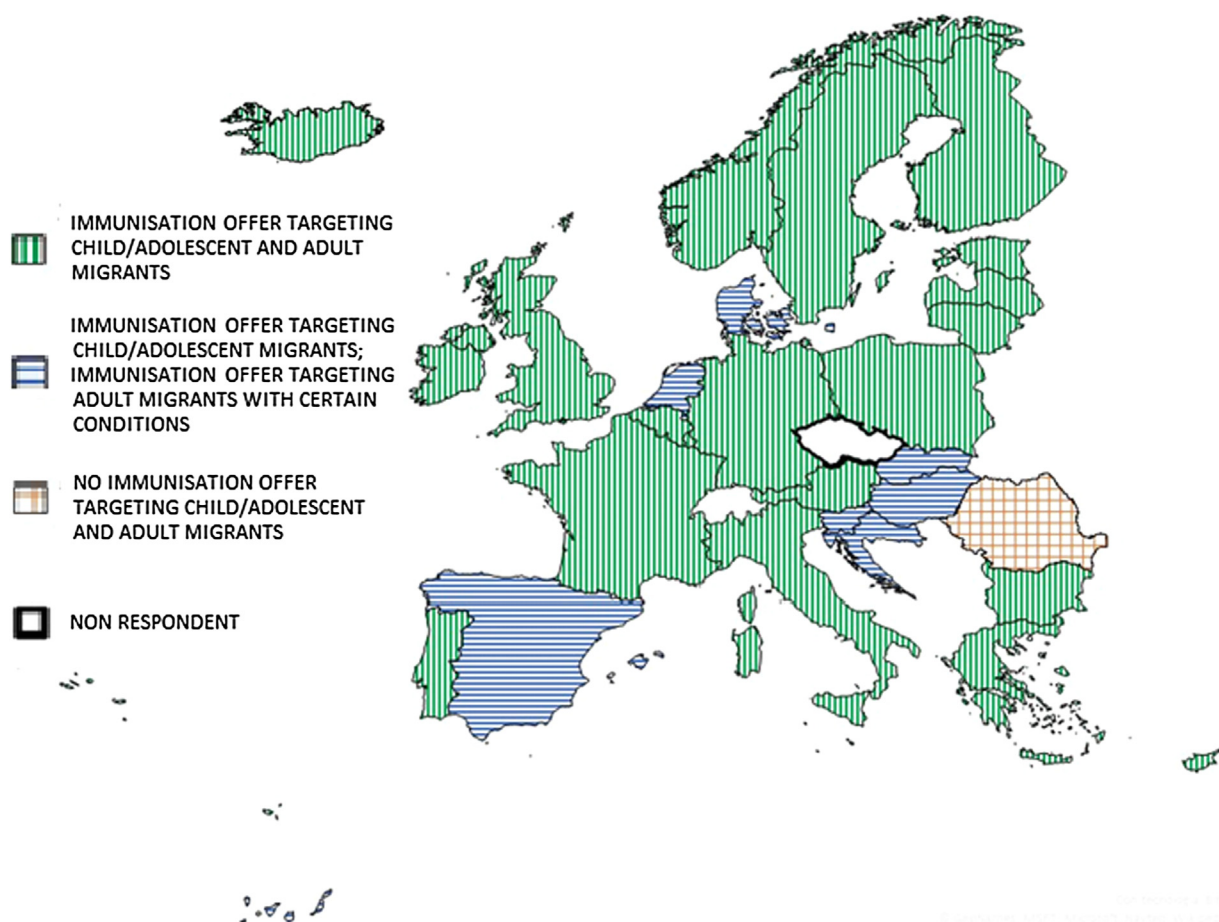 IMMUNISATION OFFER TARGETING
CHILD/ADOLESCENT AND ADULT
MIGRANTS
IMMUNISATION OFFER TARGETING
CHILD/ADOLESCENT MIGRANTS;
IMMUNISATION OFFER TARGETING
ADULT MIGRANTS WITH CERTAIN
CONDITIONS
NO IMMUNISATION OFFER
TARGETING CHILD/ADOLESCENT
AND ADULT MIGRANTS
NON RESPONDENT